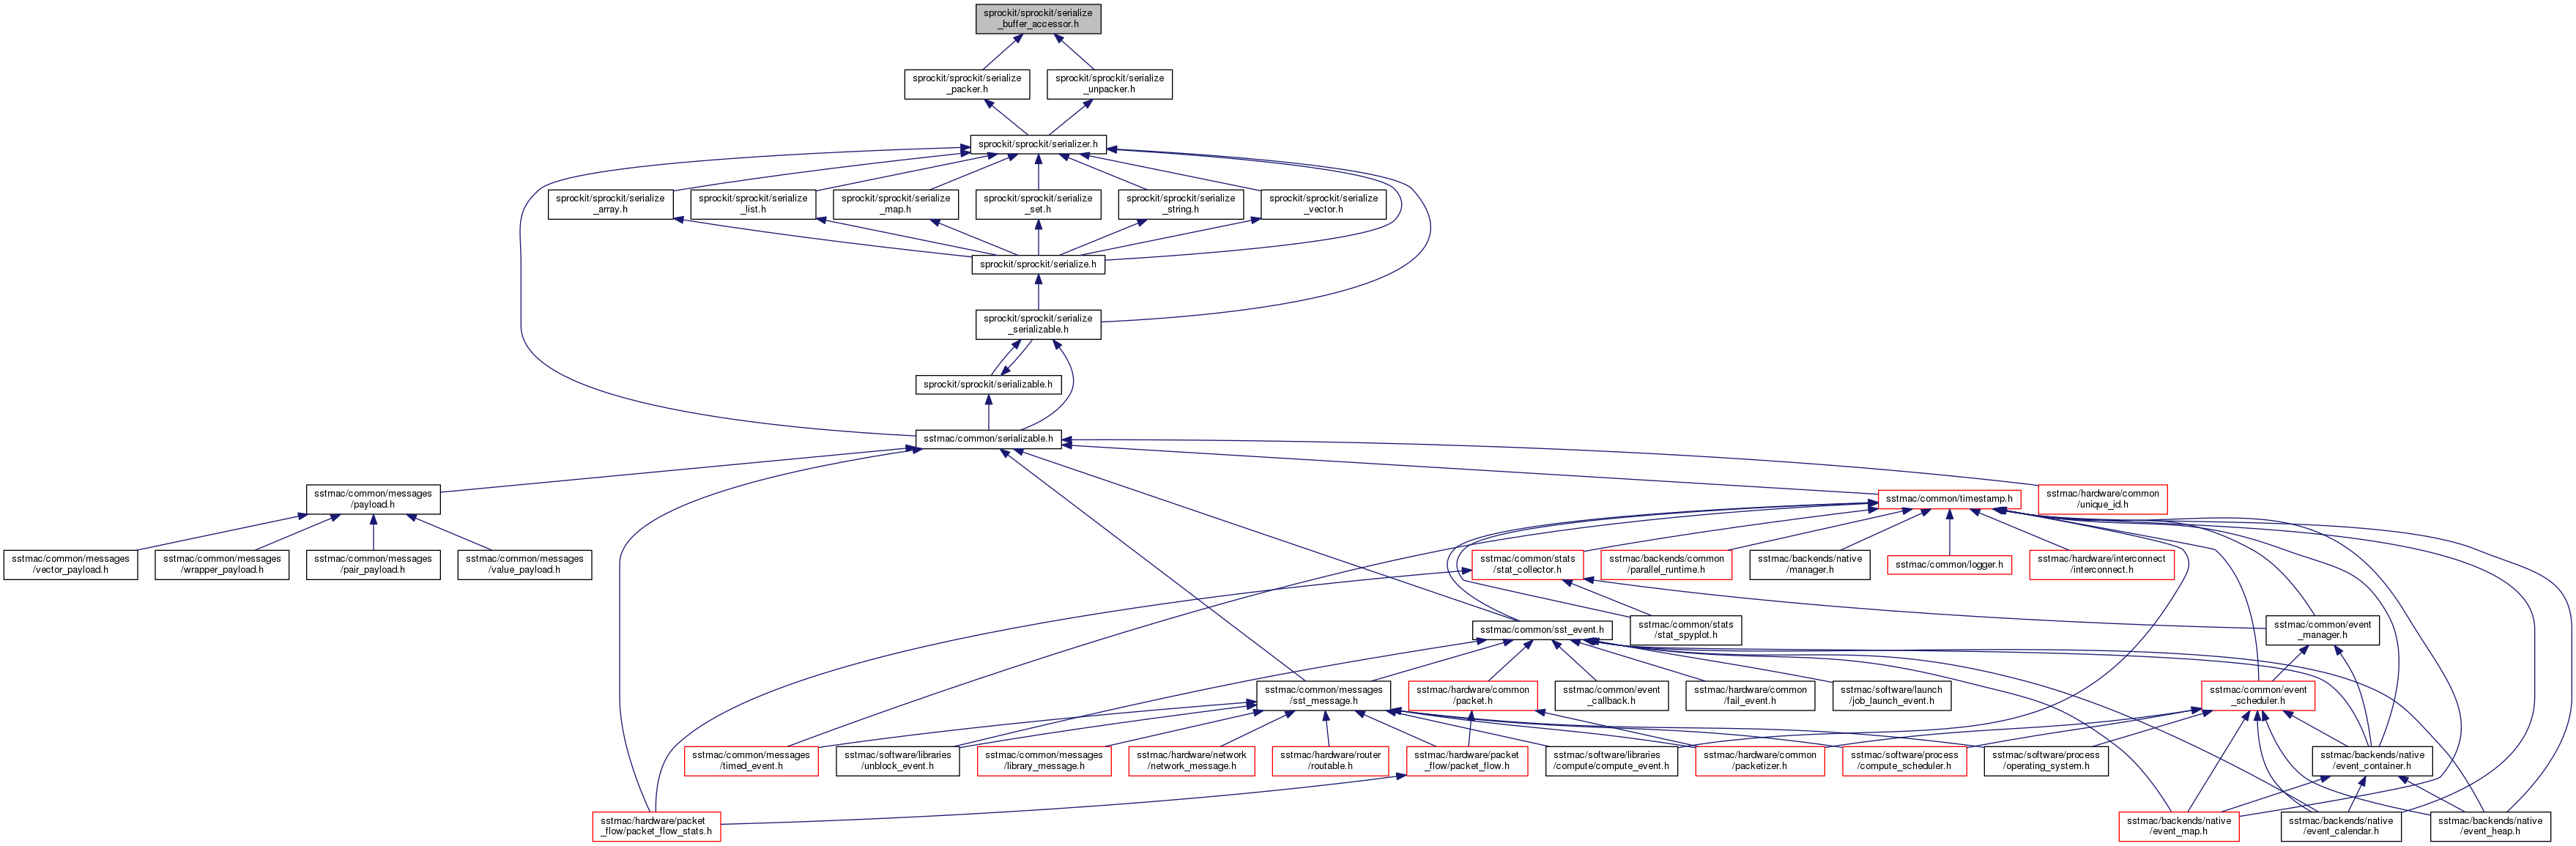 sprockit/sprockit/serialize
_buffer_accessor.h
sprockit/sprockit/serialize
_packer.h
sprockit/sprockit/serialize
_unpacker.h
sprockit/sprockit/serializer.h
sprockit/sprockit/serialize
_array.h
sprockit/sprockit/serialize
_list.h
sprockit/sprockit/serialize
_map.h
sprockit/sprockit/serialize
_set.h
sprockit/sprockit/serialize
_string.h
sprockit/sprockit/serialize
_vector.h
sprockit/sprockit/serialize.h
sprockit/sprockit/serialize
_serializable.h
sprockit/sprockit/serializable.h
sstmac/common/serializable.h
sstmac/common/messages
/payload.h
sstmac/common/timestamp.h
sstmac/hardware/common
/unique_id.h
sstmac/common/messages
/vector_payload.h
sstmac/common/messages
/wrapper_payload.h
sstmac/common/messages
/pair_payload.h
sstmac/common/messages
/value_payload.h
sstmac/common/stats
/stat_collector.h
sstmac/backends/common
/parallel_runtime.h
sstmac/backends/native
/manager.h
sstmac/common/logger.h
sstmac/hardware/interconnect
/interconnect.h
sstmac/common/sst_event.h
sstmac/common/stats
/stat_spyplot.h
sstmac/common/event
_manager.h
sstmac/common/messages
/sst_message.h
sstmac/hardware/common
/packet.h
sstmac/common/event
_callback.h
sstmac/hardware/common
/fail_event.h
sstmac/software/launch
/job_launch_event.h
sstmac/common/event
_scheduler.h
sstmac/common/messages
/timed_event.h
sstmac/software/libraries
/unblock_event.h
sstmac/common/messages
/library_message.h
sstmac/hardware/network
/network_message.h
sstmac/hardware/router
/routable.h
sstmac/hardware/packet
_flow/packet_flow.h
sstmac/software/libraries
/compute/compute_event.h
sstmac/hardware/common
/packetizer.h
sstmac/software/process
/compute_scheduler.h
sstmac/software/process
/operating_system.h
sstmac/backends/native
/event_container.h
sstmac/hardware/packet
_flow/packet_flow_stats.h
sstmac/backends/native
/event_map.h
sstmac/backends/native
/event_calendar.h
sstmac/backends/native
/event_heap.h